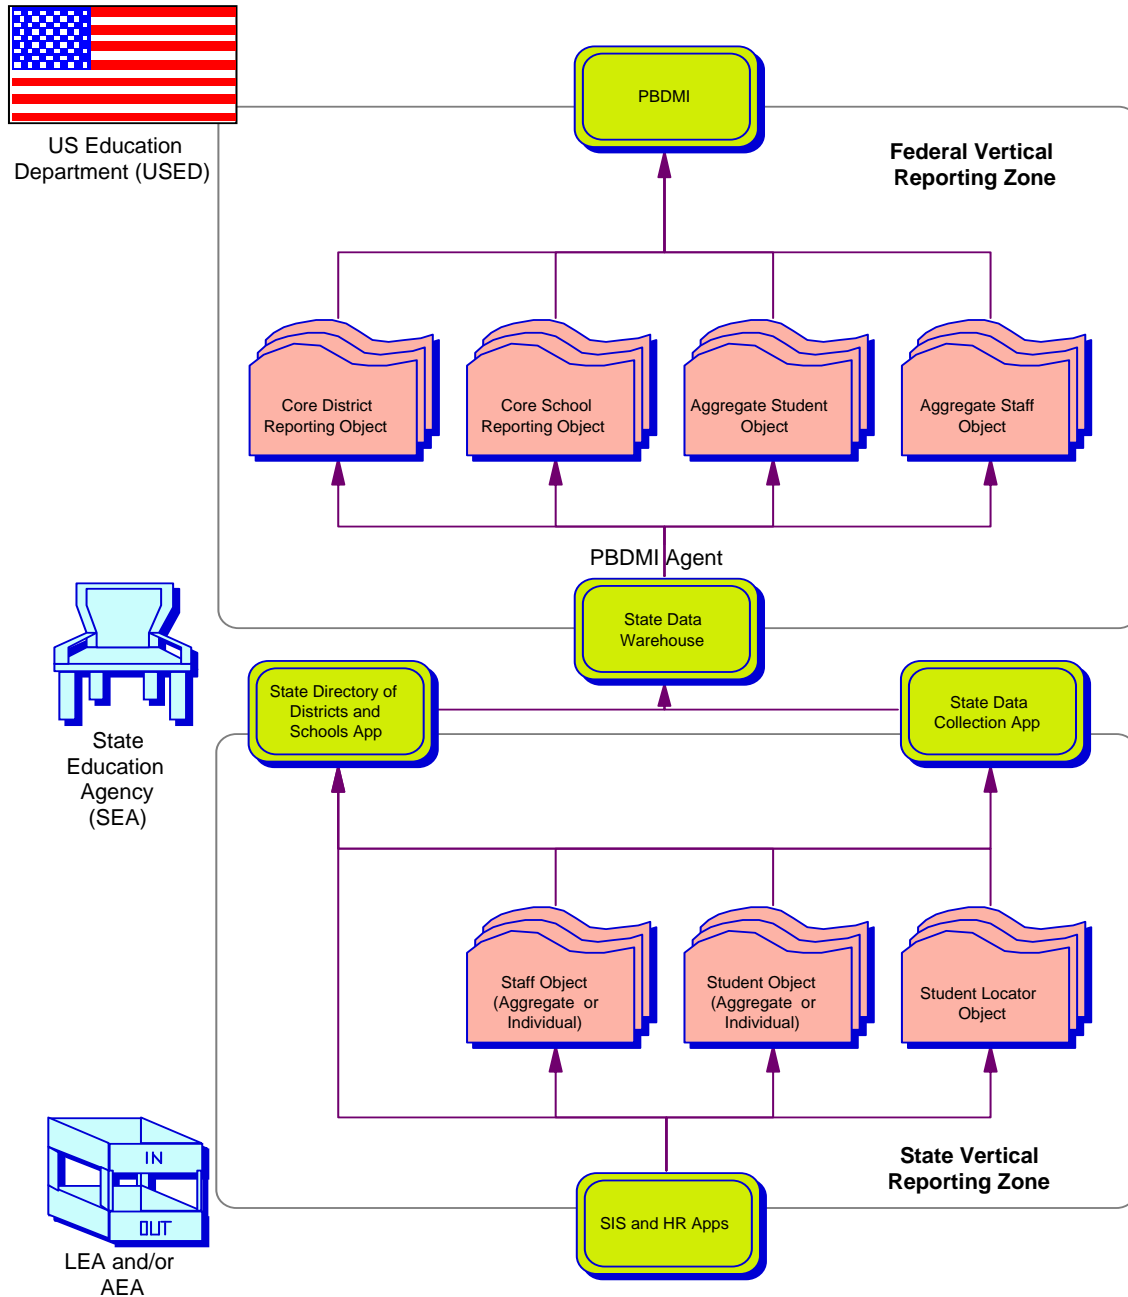 PBDMI
US Education
Department (USED)
Federal Vertical
Reporting Zone
Core District
Reporting Object
Core School
Reporting Object
Aggregate Student
Object
Aggregate Staff
Object
PBDMI Agent
State Data
Warehouse
State Directory of
Districts and
Schools App
State Data
Collection App
State
Education
Agency
(SEA)
Staff Object
(Aggregate or
Individual)
Student Object
(Aggregate or
Individual)
Student Locator
Object
IN
OUT
State Vertical
Reporting Zone
SIS and HR Apps
LEA and/or
AEA